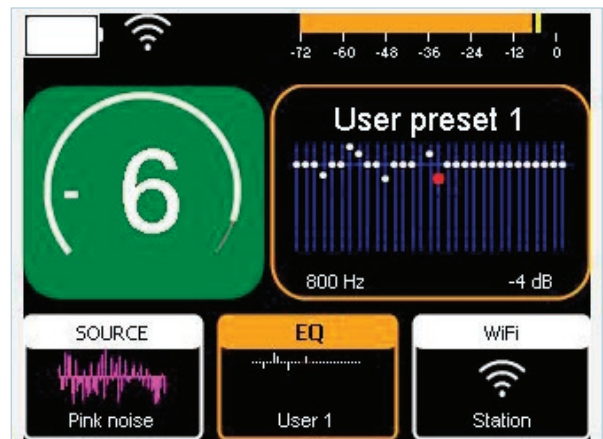 -72 -60 -48 -36 -24 -12 0
- 6
User preset 1
800 Hz -4 dB
SOURCE EQ WiFi
Pink noise User 1 Station